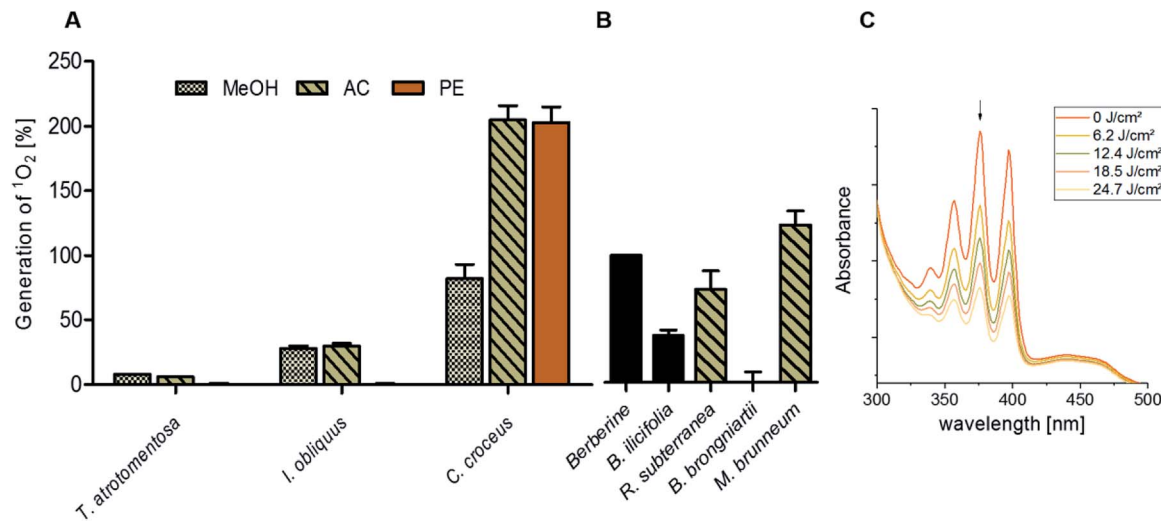 A
B
C
250
200
150
100
50
0
Generation of ¹O₂ [%]
MeOH
AC
PE
T. atrotomentosa
I. obliquus
C. croceus
Berberine
B. ilicifolia
R. subterranea
B. brongniartii
M. brunneum
Absorbance
0 J/cm²
6.2 J/cm²
12.4 J/cm²
18.5 J/cm²
24.7 J/cm²
300
350
400
450
500
wavelength [nm]